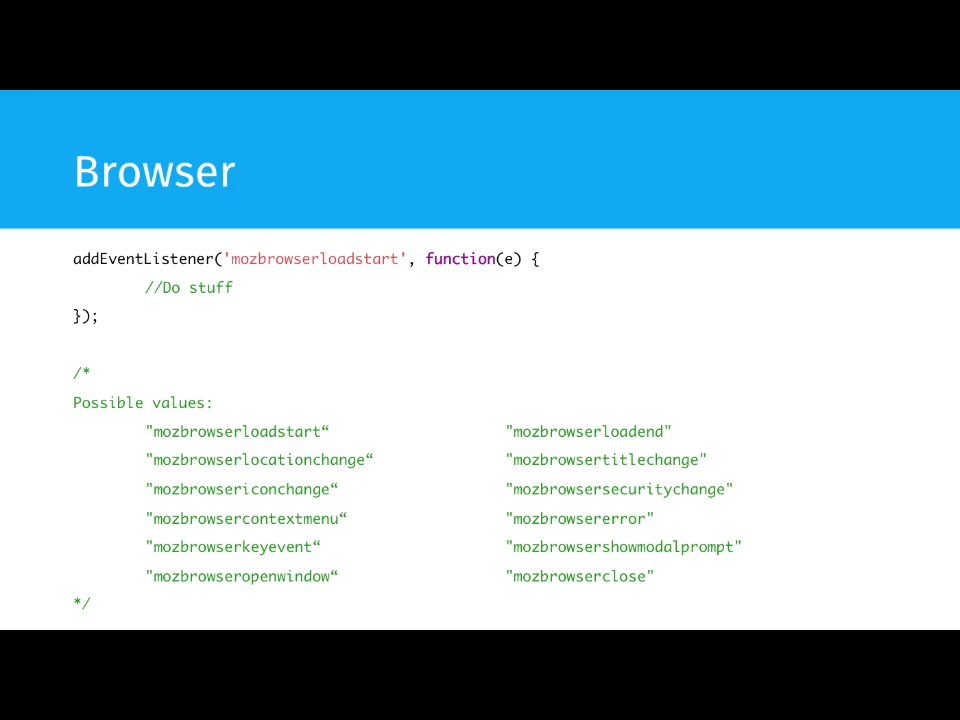 Browser
addEventListener('mozbrowserloadstart', function(e) {
//Do stuff
});
/*
Possible values:
"mozbrowserloadstart“ "mozbrowserloadend"
"mozbrowserlocationchange“ "mozbrowsertitlechange"
"mozbrowsericonchange“ "mozbrowsersecuritychange"
"mozbrowsercontextmenu“ "mozbrowsererror"
"mozbrowserkeyevent“ "mozbrowsershowmodalprompt"
"mozbrowseropenwindow“ "mozbrowserclose"
*/